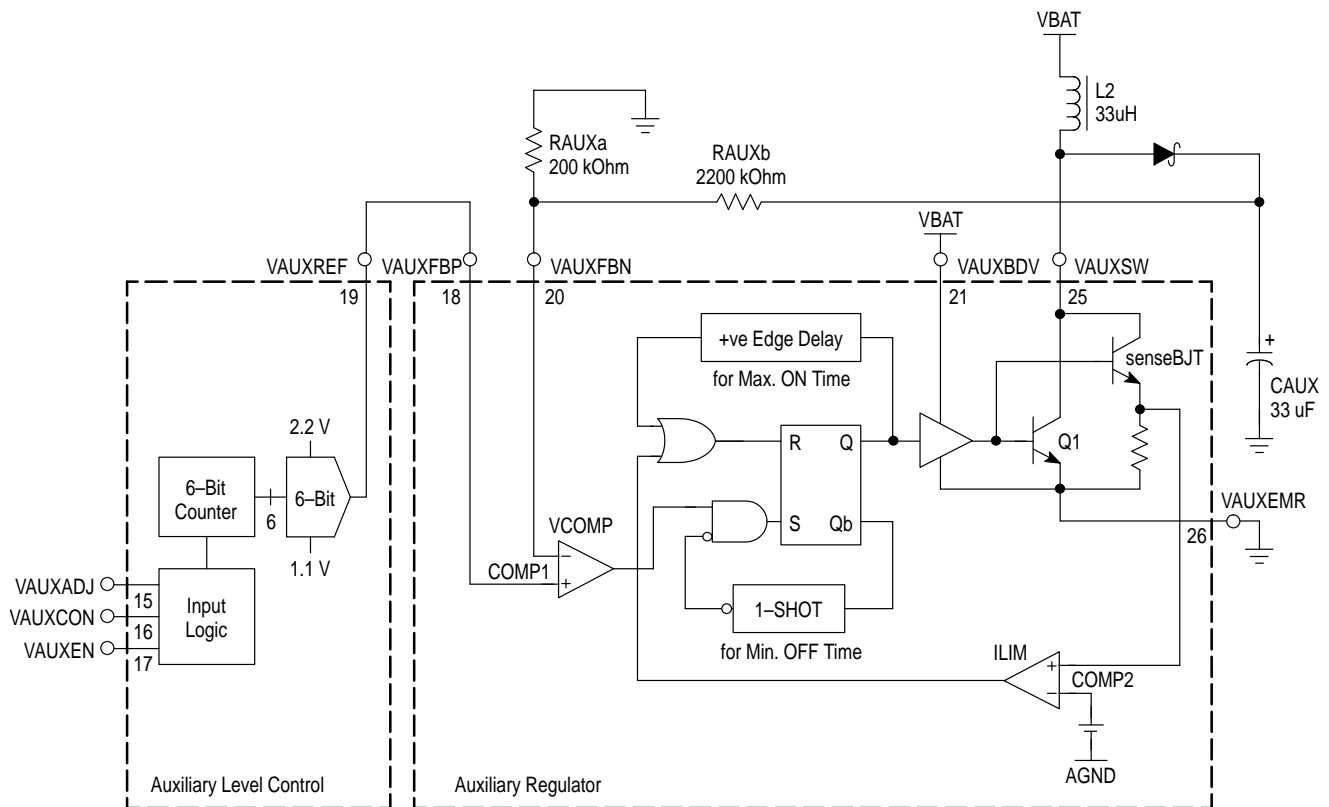 VBAT
L2
33uH
RAUXa
200 kOhm
RAUXb
2200 kOhm
VBAT
VAUXREF
VAUXFBP
VAUXFBN
VAUXBDV
VAUXSW
19
18
20
21
25
+ve Edge Delay
for Max. ON Time
senseBJT
+
CAUX
33 uF
2.2 V
6–Bit
Counter
6
6–Bit
1.1 V
R
Q
S
Qb
Q1
VAUXEMR
26
VCOMP
COMP1
–
+
1–SHOT
for Min. OFF Time
VAUXADJ
15
VAUXCON
16
VAUXEN
17
Input
Logic
ILIM
+
–
COMP2
AGND
Auxiliary Level Control
Auxiliary Regulator